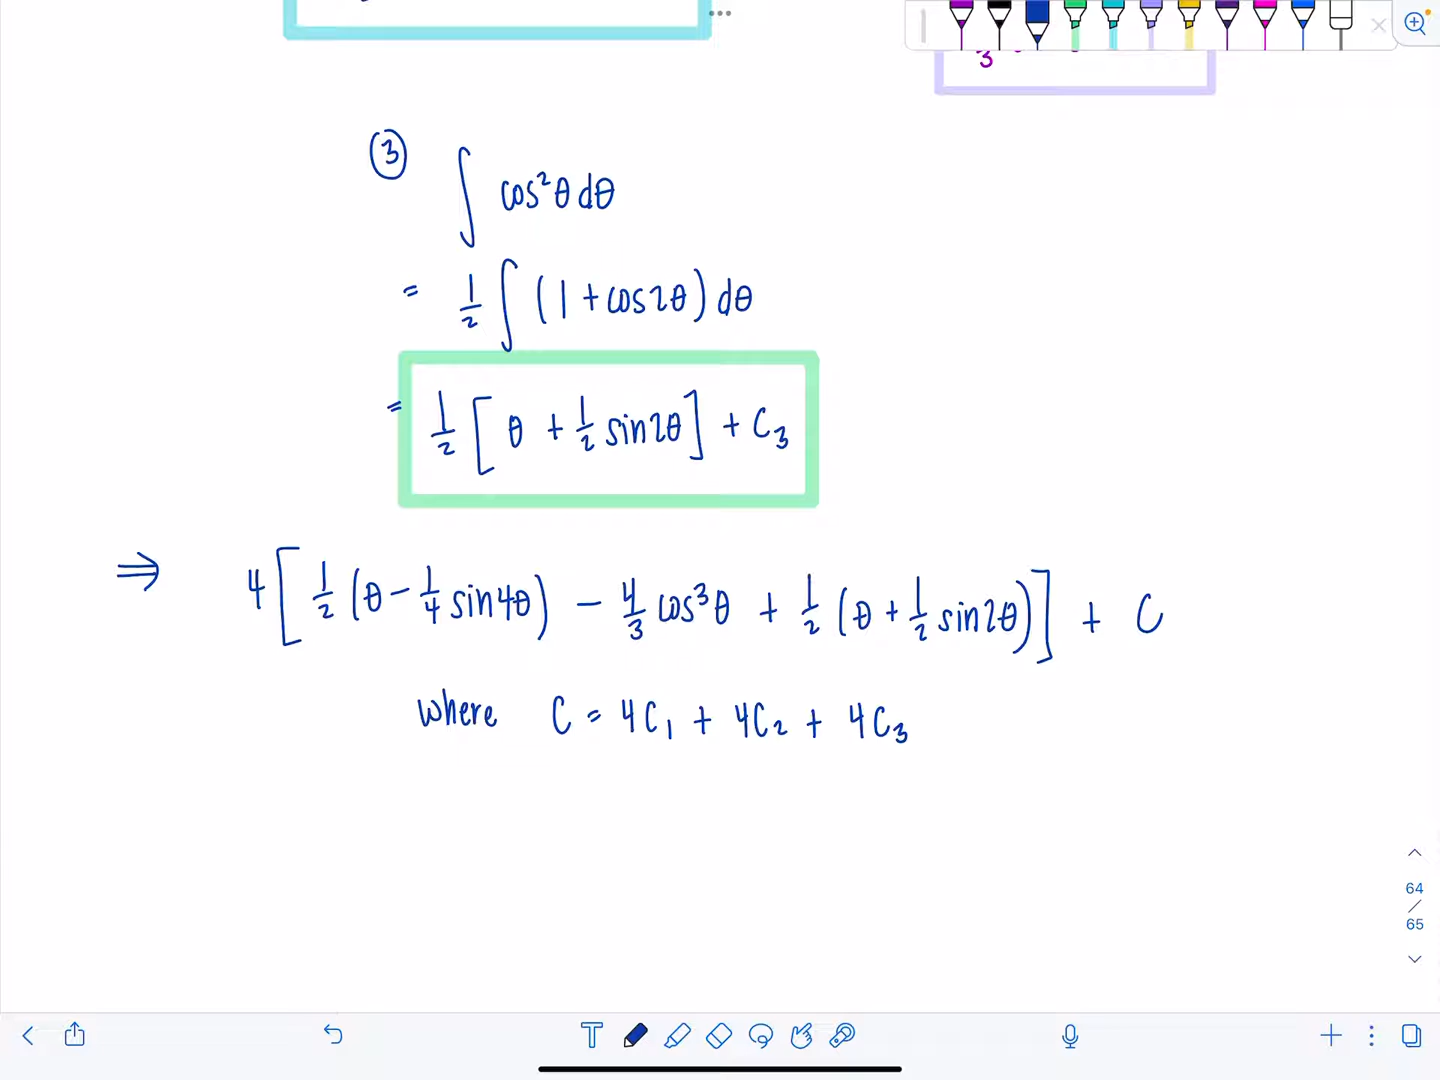 3
③
∫ cos²θ dθ
= 1/2 ∫ (1 + cos2θ) dθ
= 1/2 [ θ + 1/2 sin2θ ] + C₃
⇒ 4[ 1/2 (θ − 1/4 sin4θ) − 4/3 cos³θ + 1/2 (θ + 1/2 sin2θ) ] + C
where C = 4C₁ + 4C₂ + 4C₃
64
/
65
T